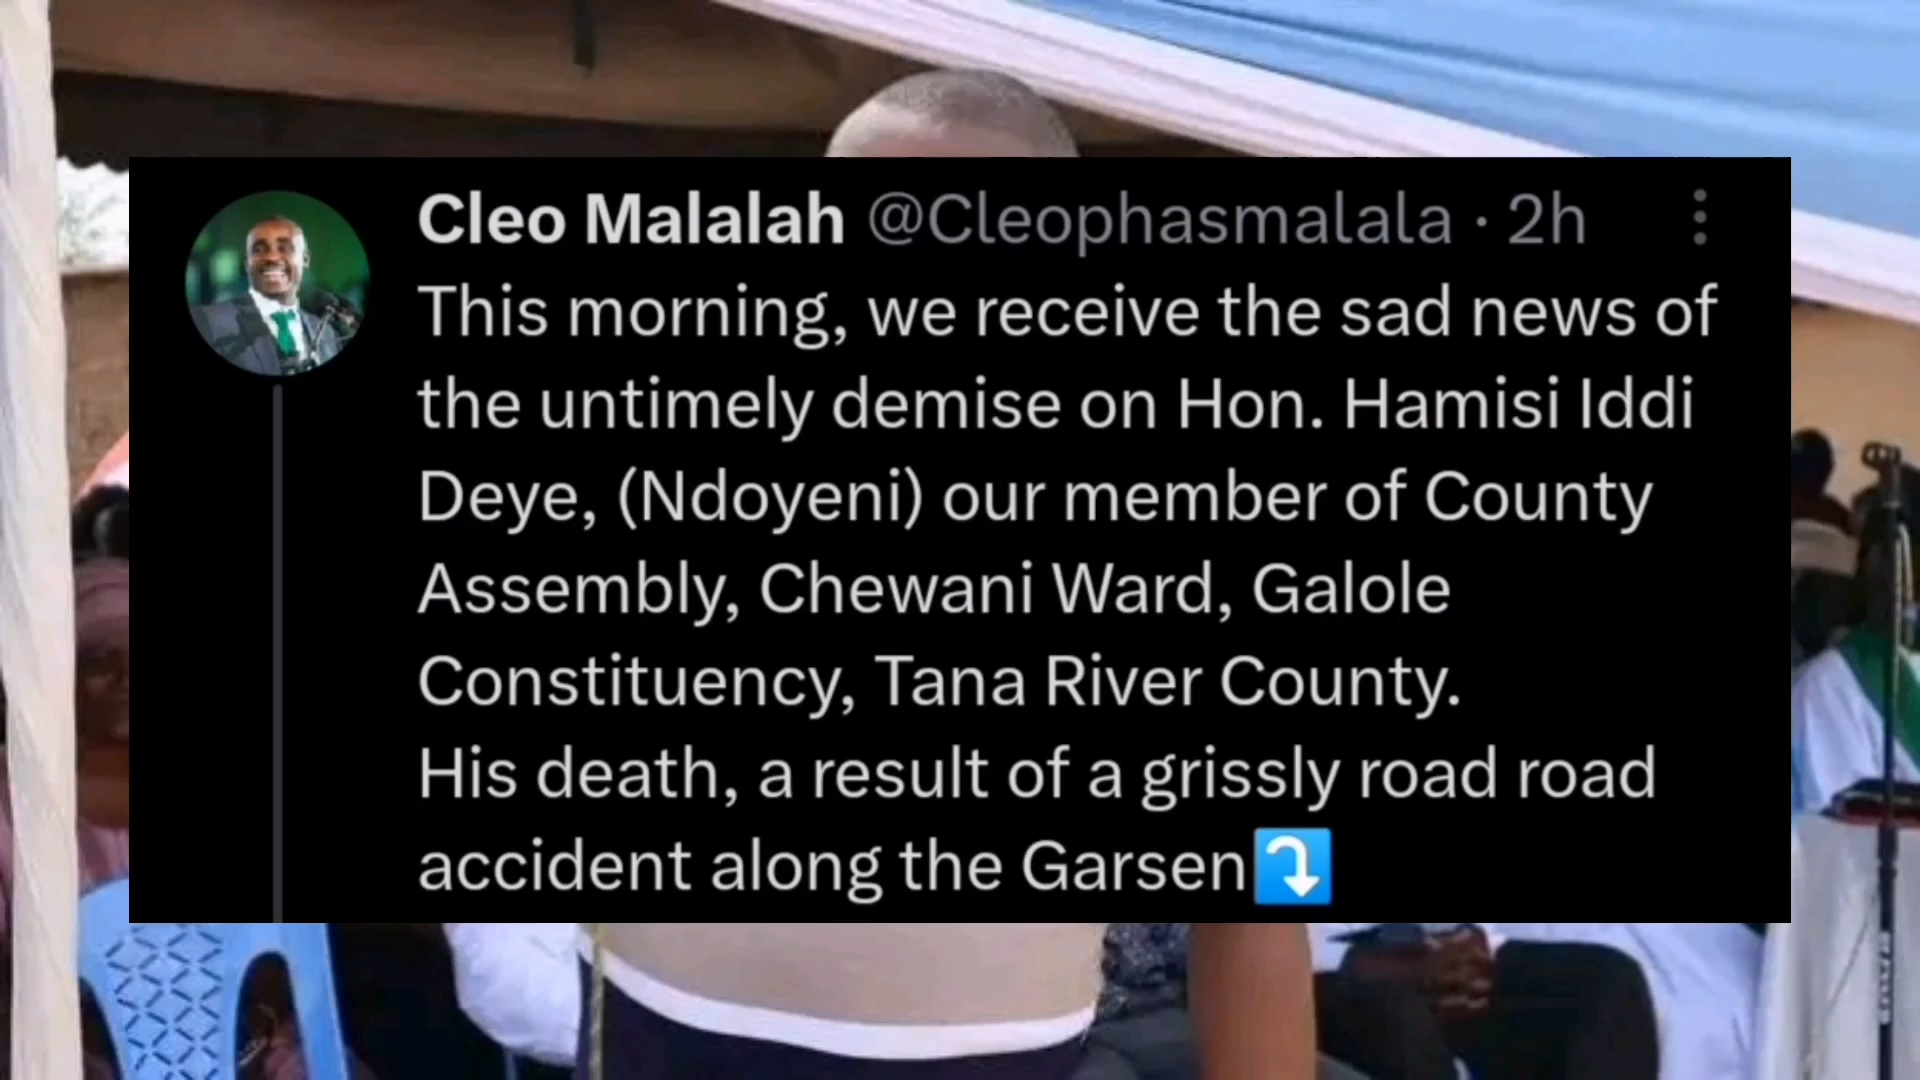 Cleo Malalah @Cleophasmalala · 2h
This morning, we receive the sad news of
the untimely demise on Hon. Hamisi Iddi
Deye, (Ndoyeni) our member of County
Assembly, Chewani Ward, Galole
Constituency, Tana River County.
His death, a result of a grissly road road
accident along the Garsen⤵️